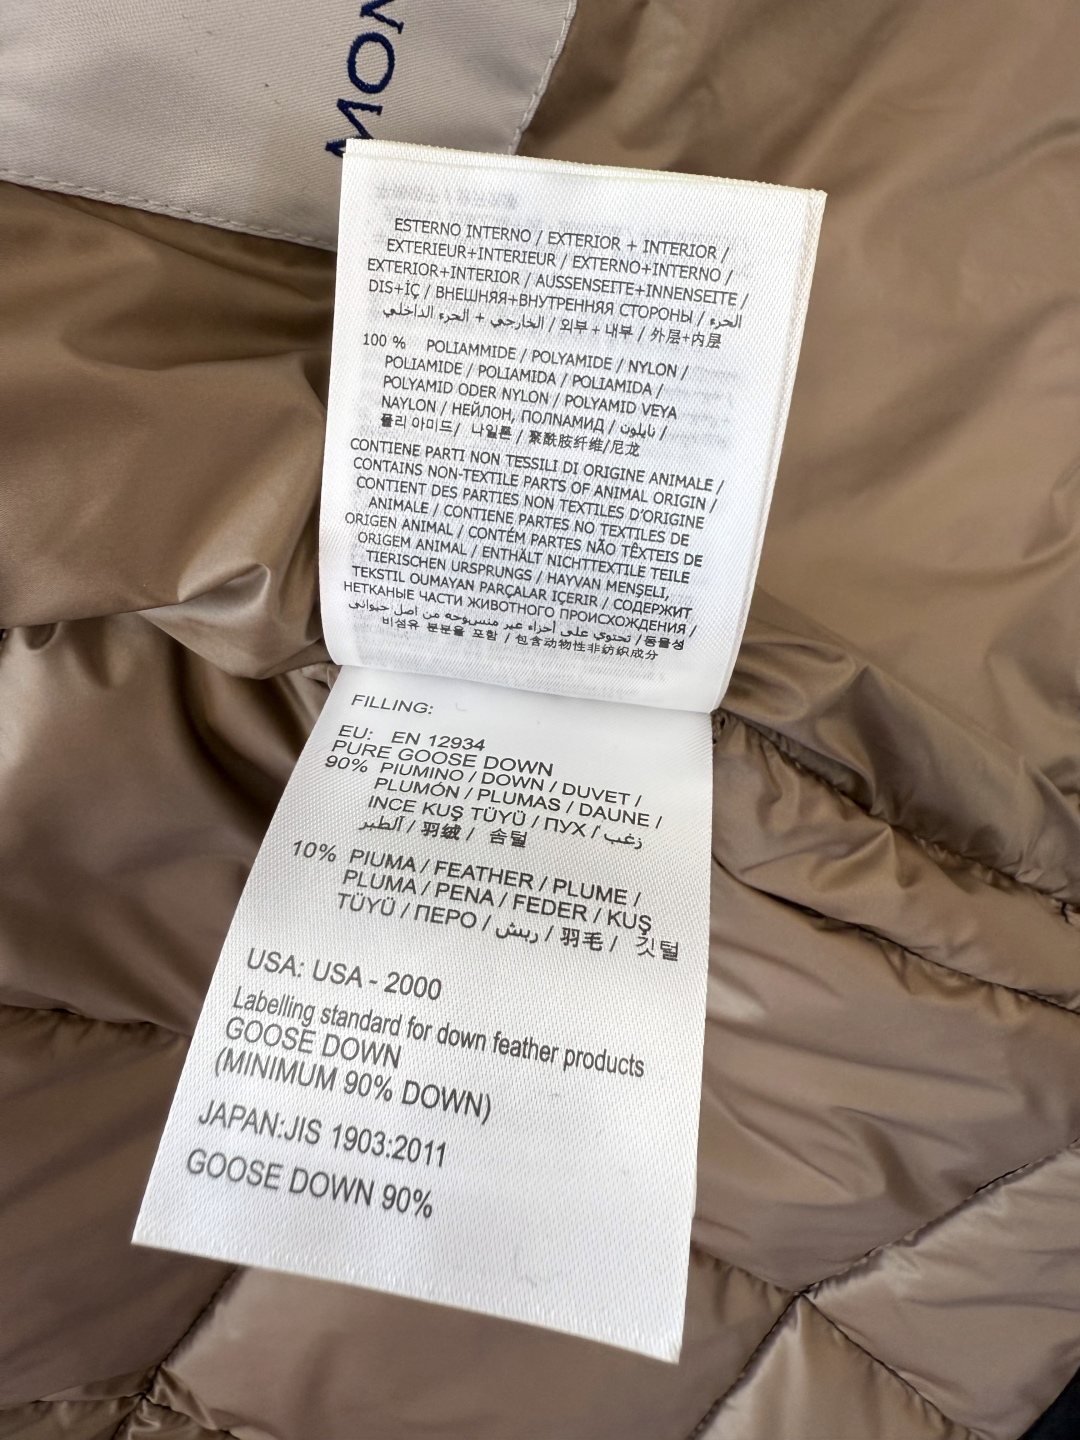 MON
ESTERNO INTERNO / EXTERIOR + INTERIOR /
EXTERIEUR+INTERIEUR / EXTERNO+INTERNO /
EXTERIOR+INTERIOR / AUSSENSEITE+INNENSEITE /
DIS+İÇ / ВНЕШНЯЯ+ВНУТРЕННЯЯ СТОРОНЫ / الجزء
الخارجي + الجزء الداخلي / 외부+내부 / 外层+内层
100 % POLIAMMIDE / POLYAMIDE / NYLON /
POLIAMIDE / POLIAMIDA / POLIAMIDA /
POLYAMID ODER NYLON / POLYAMID VEYA
NAYLON / НЕЙЛОН, ПОЛNАМИД / نايلون /
폴리 아미드/ 나일론 / 聚酰胺纤维/尼龙
CONTIENE PARTI NON TESSILI DI ORIGINE ANIMALE /
CONTAINS NON-TEXTILE PARTS OF ANIMAL ORIGIN /
CONTIENT DES PARTIES NON TEXTILES D'ORIGINE
ANIMALE / CONTIENE PARTES NO TEXTILES DE
ORIGEN ANIMAL / CONTÉM PARTES NÃO TÊXTEIS DE
ORIGEM ANIMAL / ENTHÄLT NICHTTEXTILE TEILE
TIERISCHEN URSPRUNGS / HAYVAN MENŞELI,
TEKSTIL OUMAYAN PARÇALAR IÇERIR / СОДЕРЖИТ
НЕТКАНЫЕ ЧАСТИ ЖИВОТНОГО ПРОИСХОЖДЕНИЯ /
تحتوي على أجزاء غير منسوجه من اصل حيواني / 동물성
비섬유 분분을 포함 / 包含动物性非纺织成分
FILLING:
EU: EN 12934
PURE GOOSE DOWN
90% PIUMINO / DOWN / DUVET /
PLUMÓN / PLUMAS / DAUNE /
INCE KUŞ TÜYÜ / ПУХ / زغب
الطير / 羽绒 / 솜털
10% PIUMA / FEATHER / PLUME /
PLUMA / PENA / FEDER / KUŞ
TÜYÜ / ПЕРО / ريش / 羽毛 / 깃털
USA: USA - 2000
Labelling standard for down feather products
GOOSE DOWN
(MINIMUM 90% DOWN)
JAPAN:JIS 1903:2011
GOOSE DOWN 90%